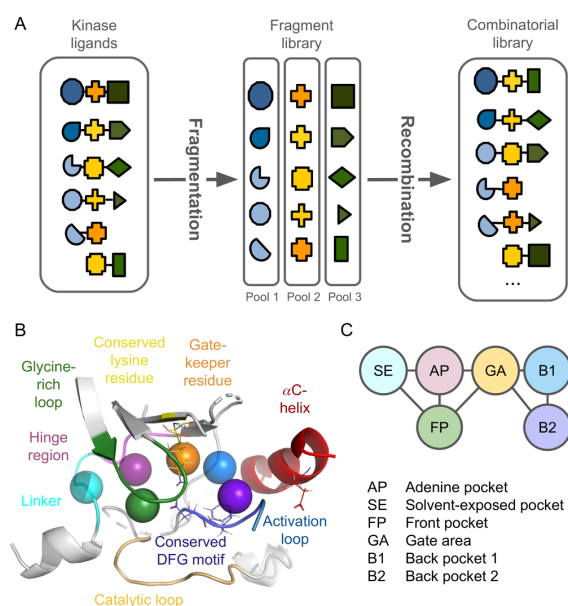 A
Kinase
ligands
Fragment
library
Combinatorial
library
Fragmentation
Recombination
Pool 1
Pool 2
Pool 3
...
B
Conserved
lysine
residue
Gate-
keeper
residue
Glycine-
rich
loop
αC-
helix
Hinge
region
Linker
Conserved
DFG motif
Activation
loop
Catalytic loop
C
SE
AP
GA
B1
FP
B2
AP Adenine pocket
SE Solvent-exposed pocket
FP Front pocket
GA Gate area
B1 Back pocket 1
B2 Back pocket 2